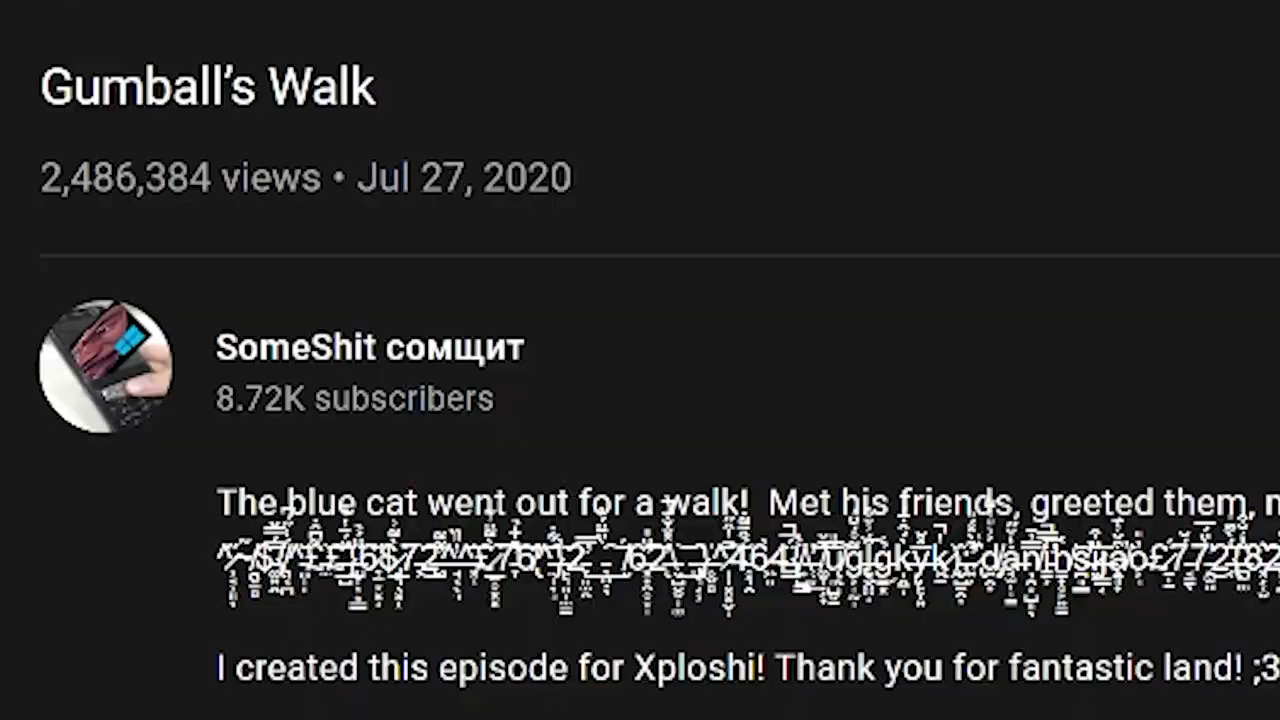 Gumball’s Walk
2,486,384 views • Jul 27, 2020
SomeShit сомщит
8.72K subscribers
The blue cat went out for a walk! Met his friends, greeted them,
I created this episode for Xploshi! Thank you for fantastic land! ;3